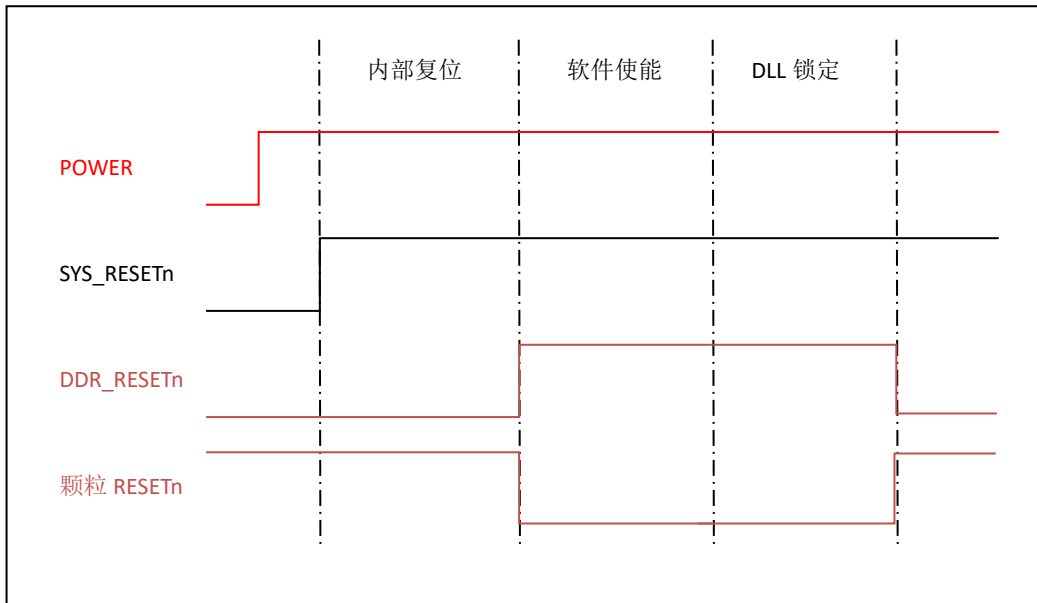 内部复位
软件使能
DLL 锁定
POWER
SYS_RESETn
DDR_RESETn
颗粒 RESETn